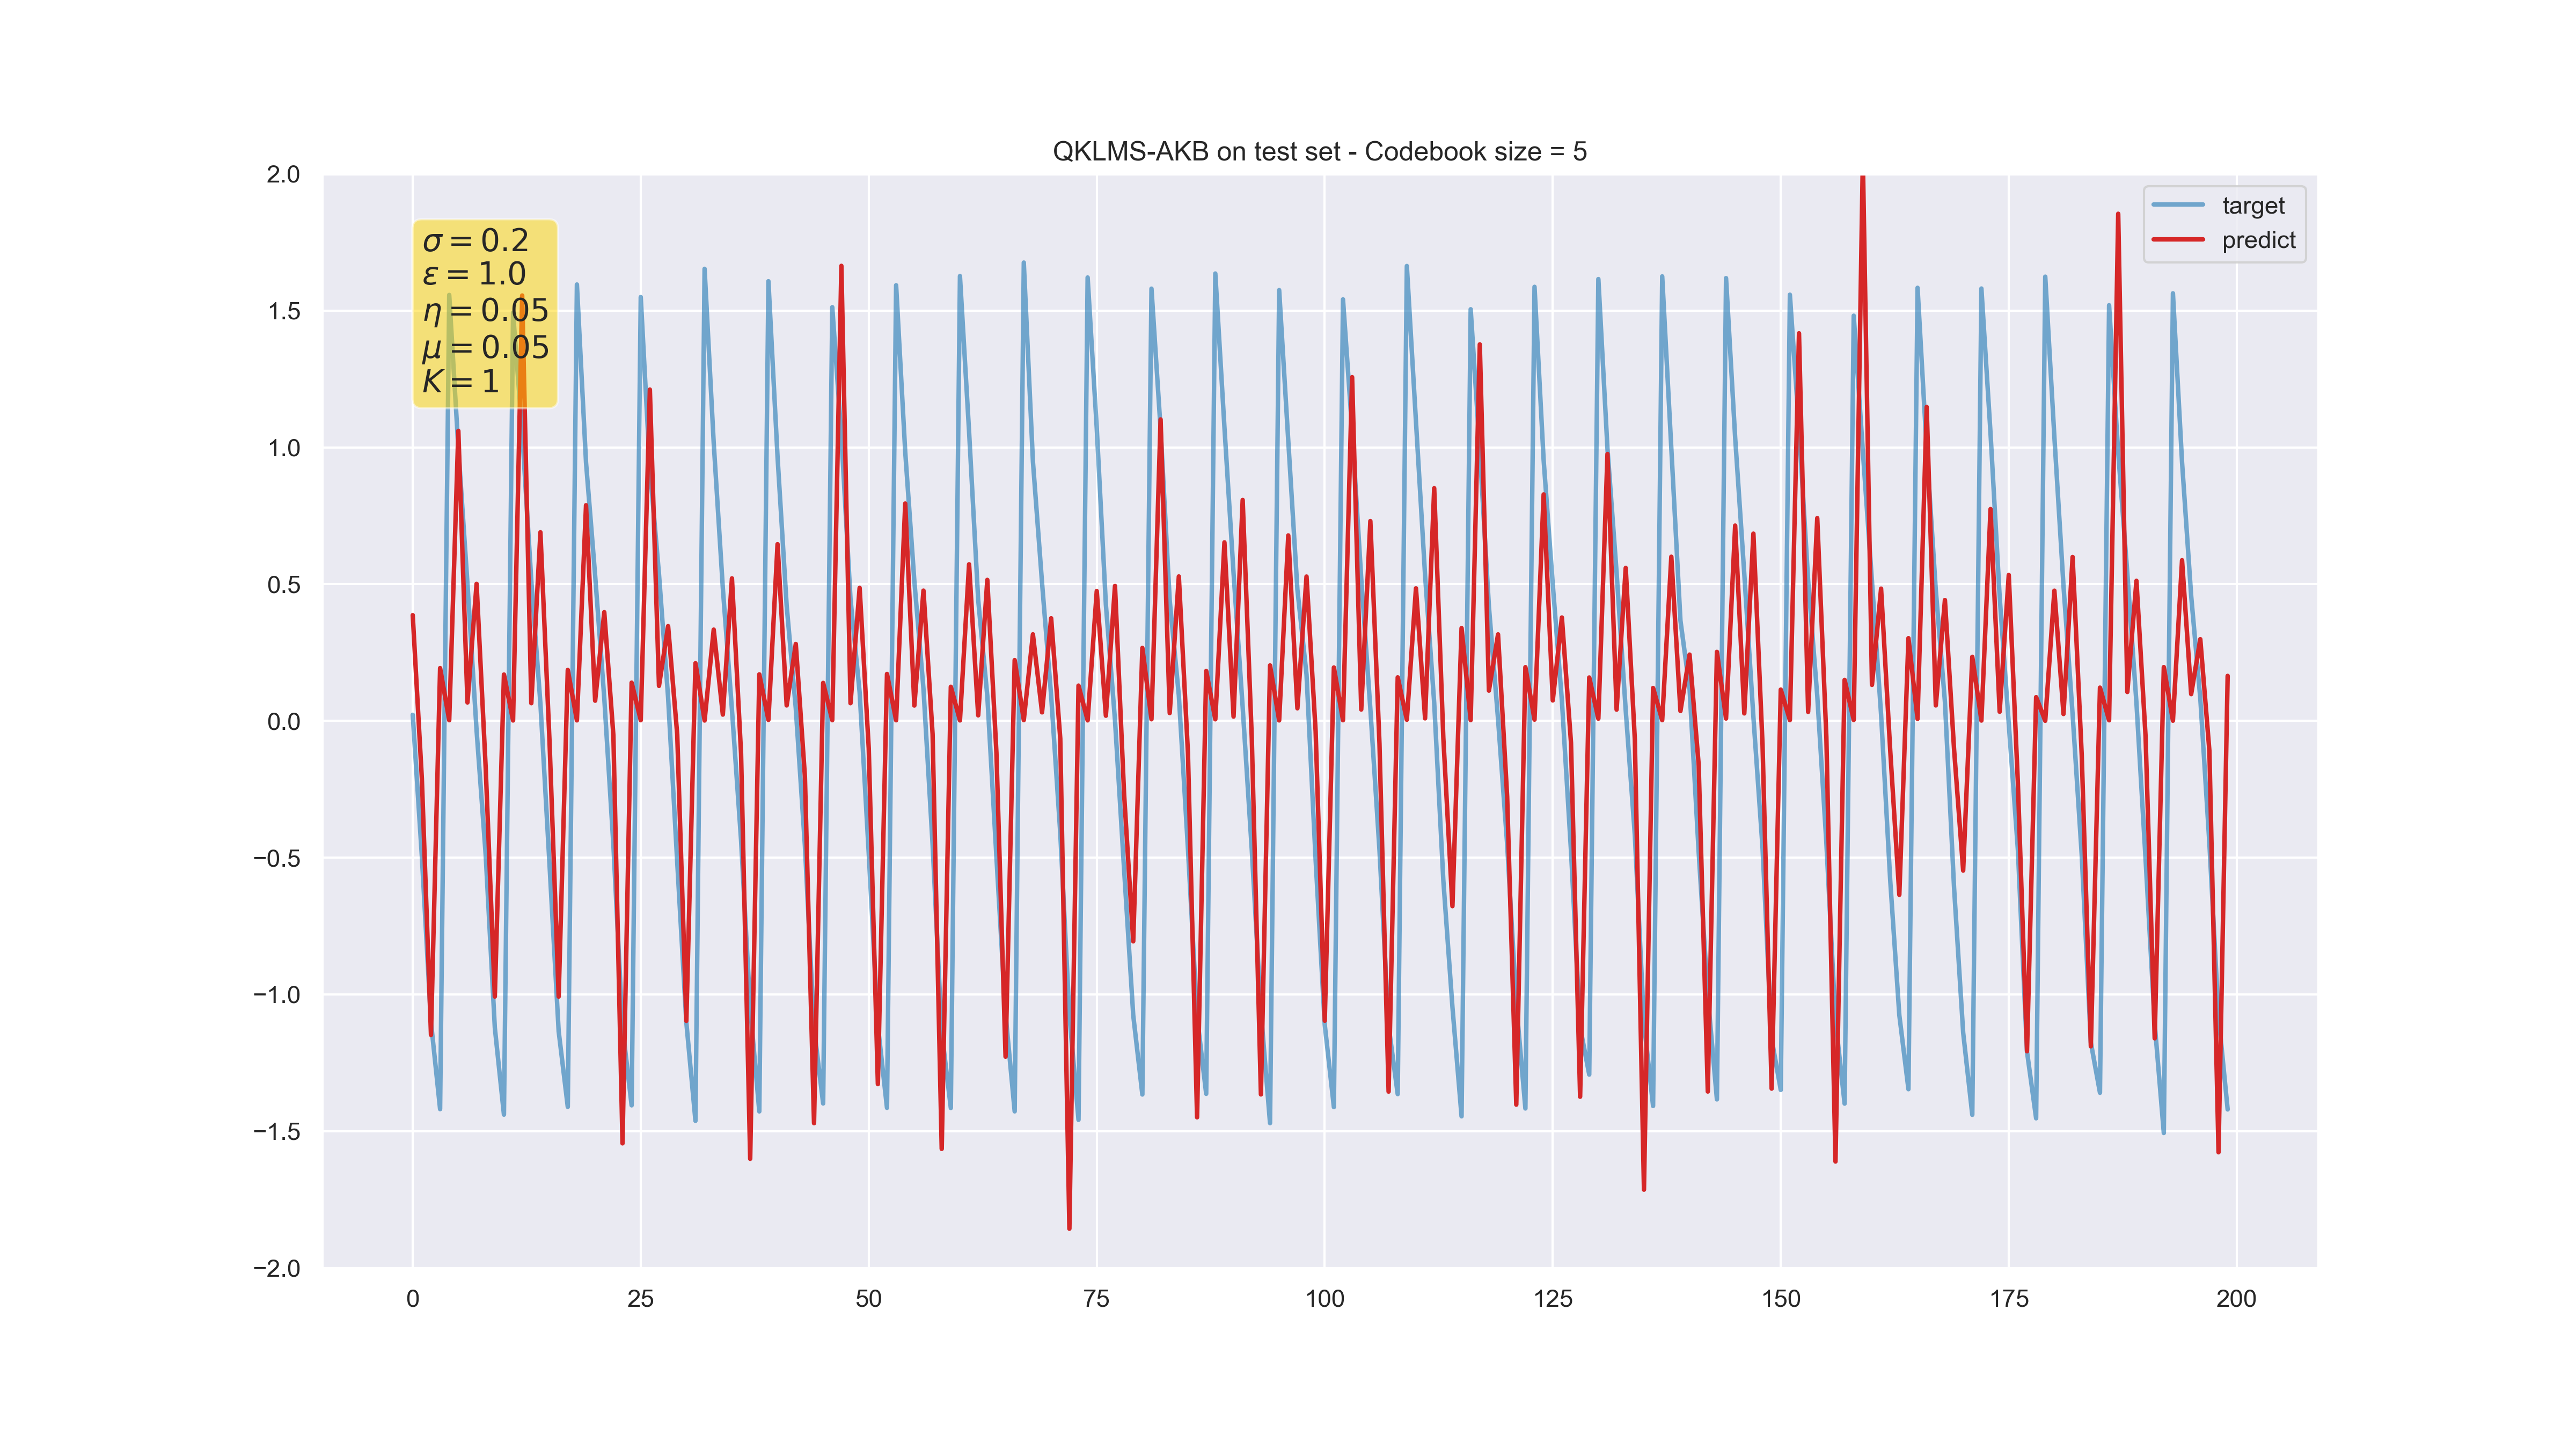 QKLMS-AKB on test set - Codebook size = 5
2.0
1.5
1.0
0.5
0.0
−0.5
−1.0
−1.5
−2.0
σ = 0.2
ε = 1.0
η = 0.05
μ = 0.05
K = 1
target
predict
0 25 50 75 100 125 150 175 200